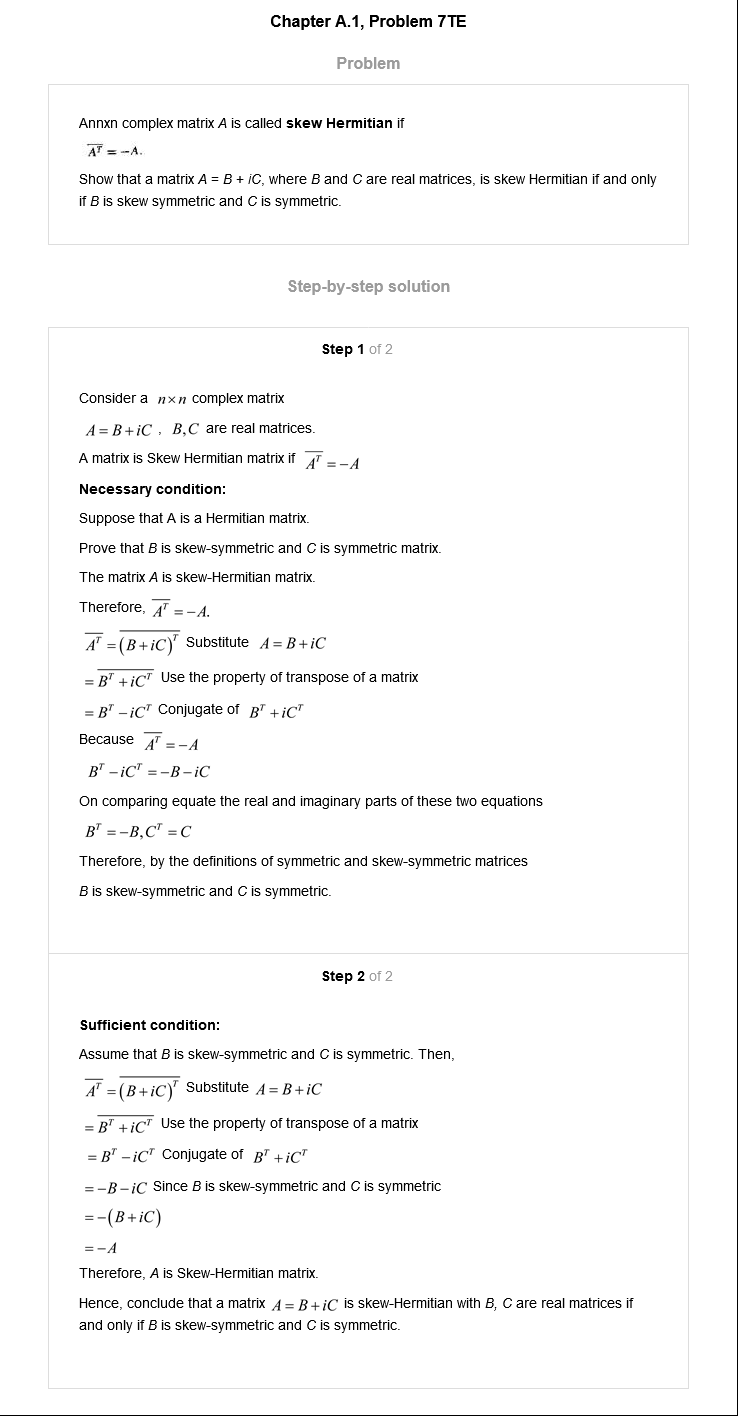 Chapter A.1, Problem 7TE
Problem
Annxn complex matrix A is called skew Hermitian if
$\overline{A^T} = -A.$
Show that a matrix A = B + iC, where B and C are real matrices, is skew Hermitian if and only
if B is skew symmetric and C is symmetric.
Step-by-step solution
Step 1 of 2
Consider a $n \times n$ complex matrix
$A = B + iC$ , $B, C$ are real matrices.
A matrix is Skew Hermitian matrix if $\overline{A^T} = -A$
Necessary condition:
Suppose that A is a Hermitian matrix.
Prove that B is skew-symmetric and C is symmetric matrix.
The matrix A is skew-Hermitian matrix.
Therefore, $\overline{A^T} = -A.$
$\overline{A^T} = \overline{(B + iC)^T}$ Substitute $A = B + iC$
$= \overline{B^T + iC^T}$ Use the property of transpose of a matrix
$= B^T - iC^T$ Conjugate of $B^T + iC^T$
Because $\overline{A^T} = -A$
$B^T - iC^T = -B - iC$
On comparing equate the real and imaginary parts of these two equations
$B^T = -B, C^T = C$
Therefore, by the definitions of symmetric and skew-symmetric matrices
B is skew-symmetric and C is symmetric.
Step 2 of 2
Sufficient condition:
Assume that B is skew-symmetric and C is symmetric. Then,
$\overline{A^T} = \overline{(B + iC)^T}$ Substitute $A = B + iC$
$= \overline{B^T + iC^T}$ Use the property of transpose of a matrix
$= B^T - iC^T$ Conjugate of $B^T + iC^T$
$= -B - iC$ Since B is skew-symmetric and C is symmetric
$= -(B + iC)$
$= -A$
Therefore, A is Skew-Hermitian matrix.
Hence, conclude that a matrix $A = B + iC$ is skew-Hermitian with B, C are real matrices if
and only if B is skew-symmetric and C is symmetric.